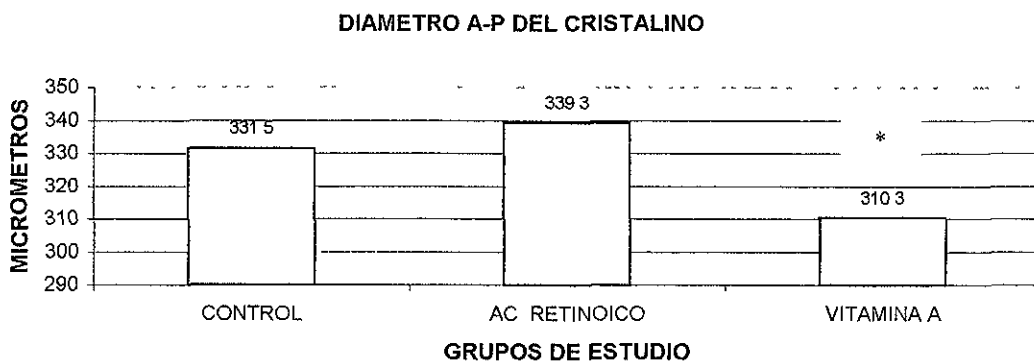 DIAMETRO A-P DEL CRISTALINO
MICROMETROS
350
340
330
320
310
300
290
331 5
339 3
*
310 3
CONTROL
AC RETINOICO
VITAMINA A
GRUPOS DE ESTUDIO